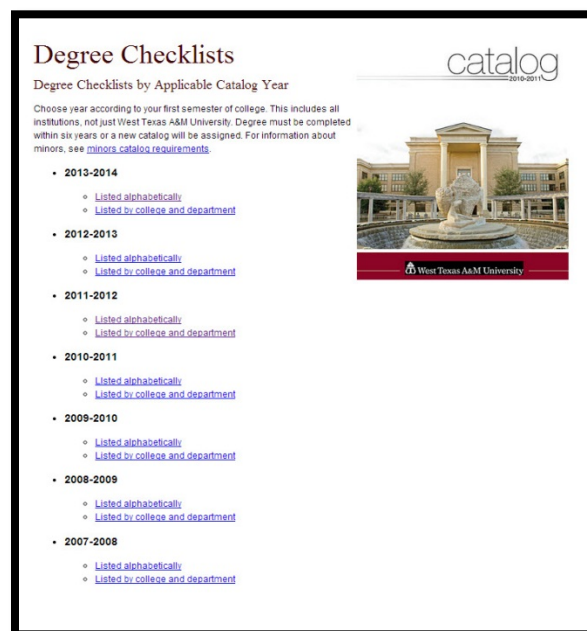 Degree Checklists
Degree Checklists by Applicable Catalog Year
Choose year according to your first semester of college. This includes all
institutions, not just West Texas A&M University. Degree must be completed
within six years or a new catalog will be assigned. For information about
minors, see minors catalog requirements.
• 2013-2014
◦ Listed alphabetically
◦ Listed by college and department
• 2012-2013
◦ Listed alphabetically
◦ Listed by college and department
• 2011-2012
◦ Listed alphabetically
◦ Listed by college and department
• 2010-2011
◦ Listed alphabetically
◦ Listed by college and department
• 2009-2010
◦ Listed alphabetically
◦ Listed by college and department
• 2008-2009
◦ Listed alphabetically
◦ Listed by college and department
• 2007-2008
◦ Listed alphabetically
◦ Listed by college and department
catalog
2010-2011
West Texas A&M University